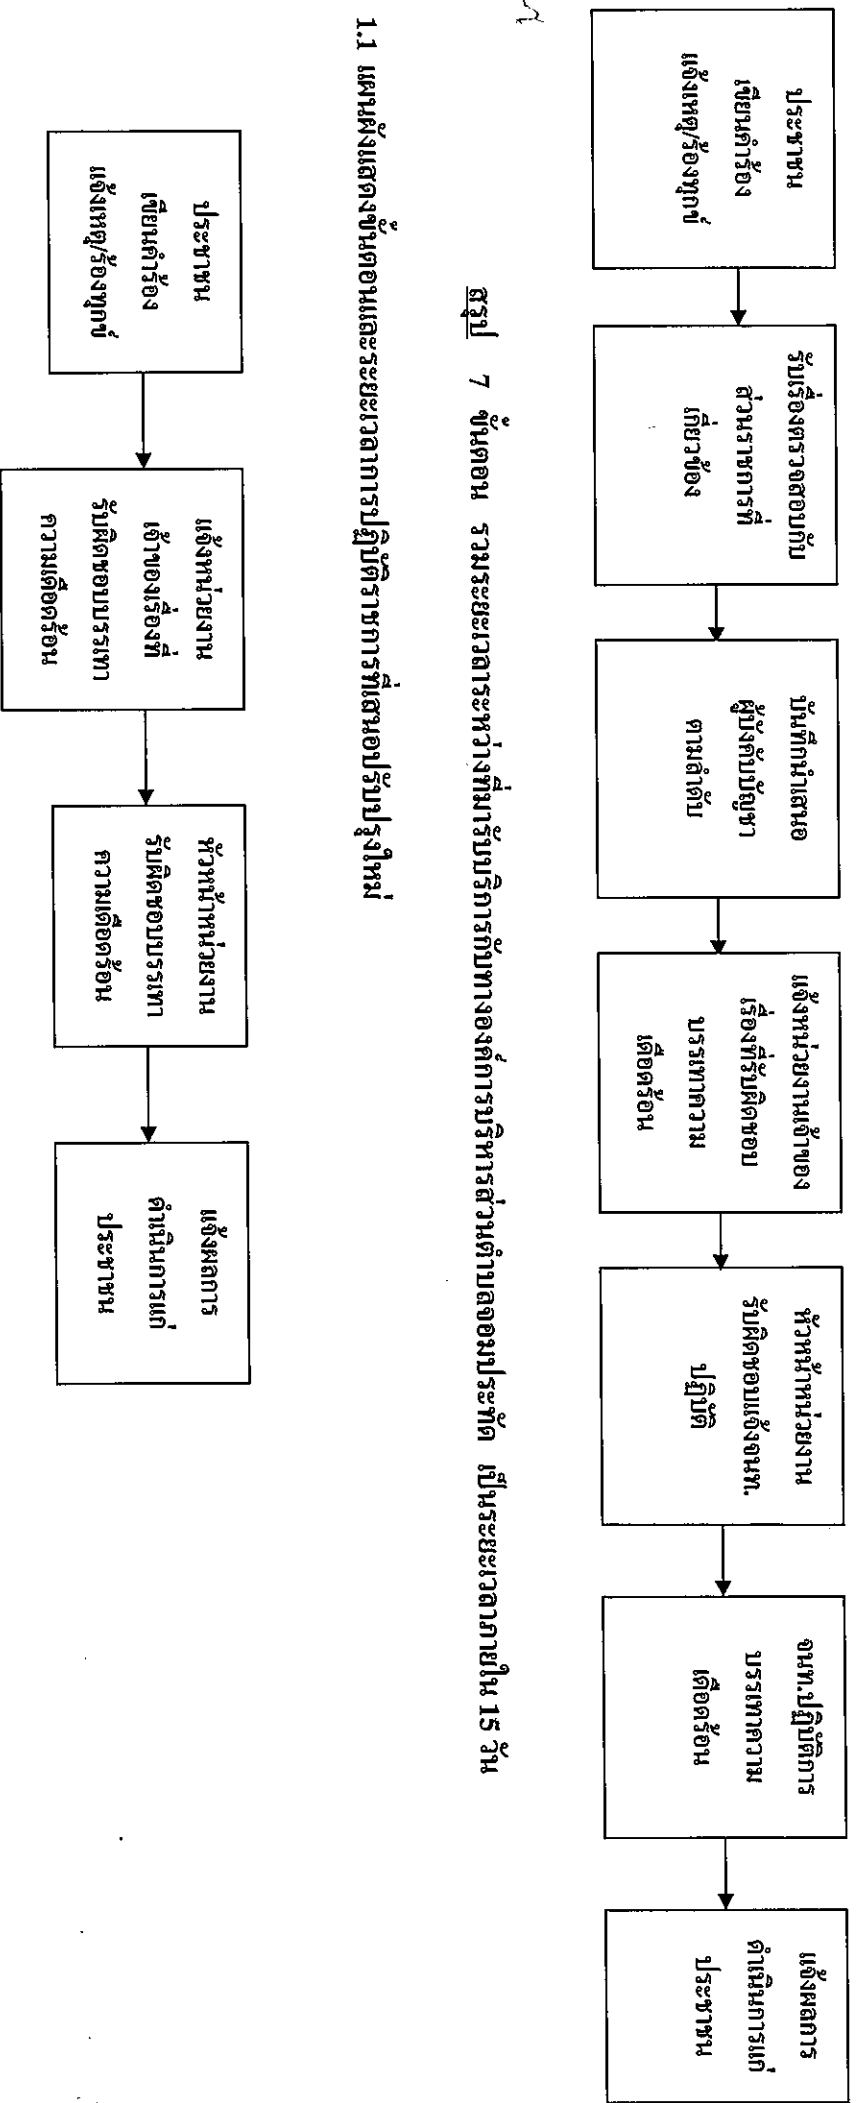 ประชาชน
เขียนคำร้อง
แจ้งเหตุ/ร้องทุกข์
รับเรื่องตรวจสอบกับ
ส่วนราชการที่
เกี่ยวข้อง
บันทึกนำเสนอ
ผู้บังคับบัญชา
ตามลำดับ
แจ้งหน่วยงานเจ้าของ
เรื่องที่รับผิดชอบ
บรรเทาความ
เดือดร้อน
หัวหน้าหน่วยงาน
รับผิดชอบแจ้งจนท.
ปฏิบัติ
จนท.ปฏิบัติการ
บรรเทาความ
เดือดร้อน
แจ้งผลการ
ดำเนินการแก่
ประชาชน
สรุป 7 ขั้นตอน รวมระยะเวลาระหว่างที่มารับบริการกับทางองค์การบริหารส่วนตำบลจอมประทัด เป็นระยะเวลาภายใน 15 วัน
1.1 แผนผังแสดงขั้นตอนและระยะเวลาการปฏิบัติราชการที่เสนอปรับปรุงใหม่
ประชาชน
เขียนคำร้อง
แจ้งเหตุ/ร้องทุกข์
แจ้งหน่วยงาน
เจ้าของเรื่องที่
รับผิดชอบบรรเทา
ความเดือดร้อน
หัวหน้าหน่วยงาน
รับผิดชอบบรรเทา
ความเดือดร้อน
แจ้งผลการ
ดำเนินการแก่
ประชาชน